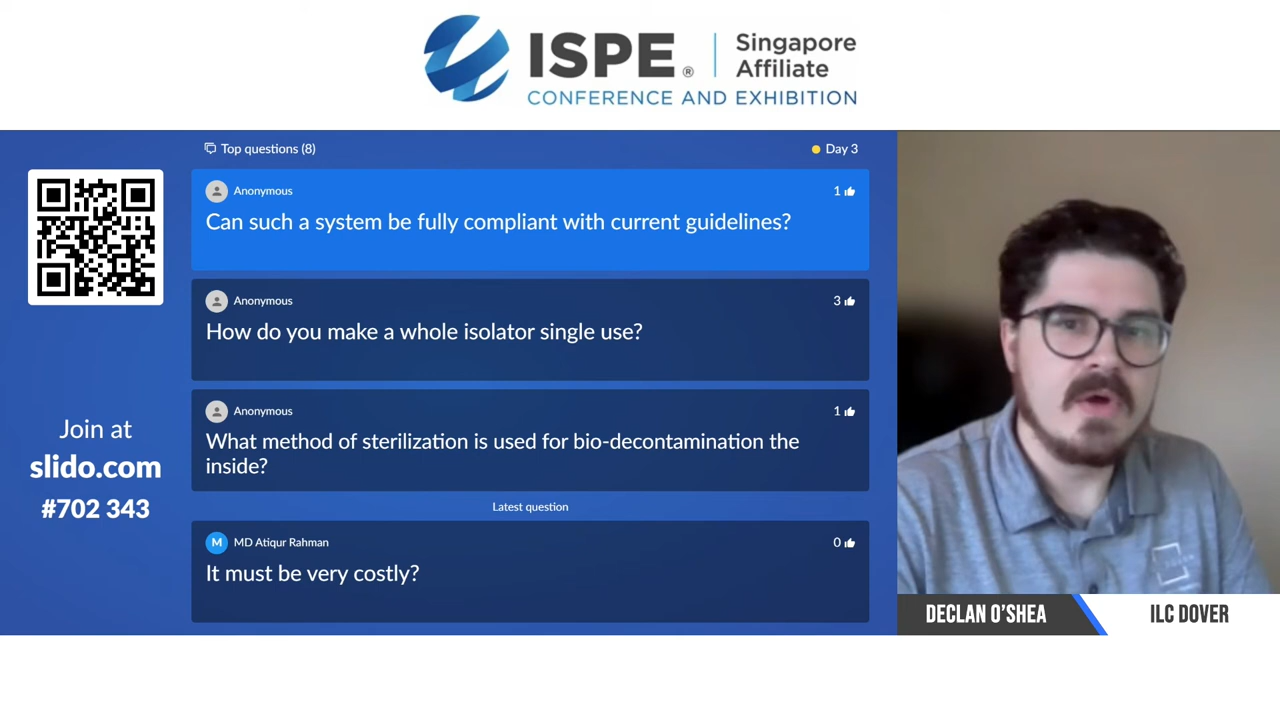 ISPE® | Singapore
Affiliate
CONFERENCE AND EXHIBITION
Top questions (8)
Day 3
Anonymous
1
Can such a system be fully compliant with current guidelines?
Anonymous
3
How do you make a whole isolator single use?
Anonymous
1
What method of sterilization is used for bio-decontamination the
inside?
Latest question
M
MD Atiqur Rahman
0
It must be very costly?
Join at
slido.com
#702 343
DECLAN O'SHEA
ILC DOVER